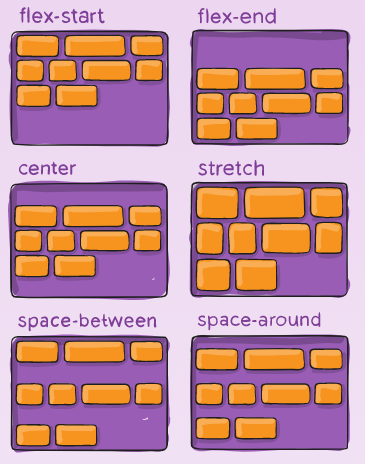 flex-start
flex-end
center
stretch
space-between
space-around